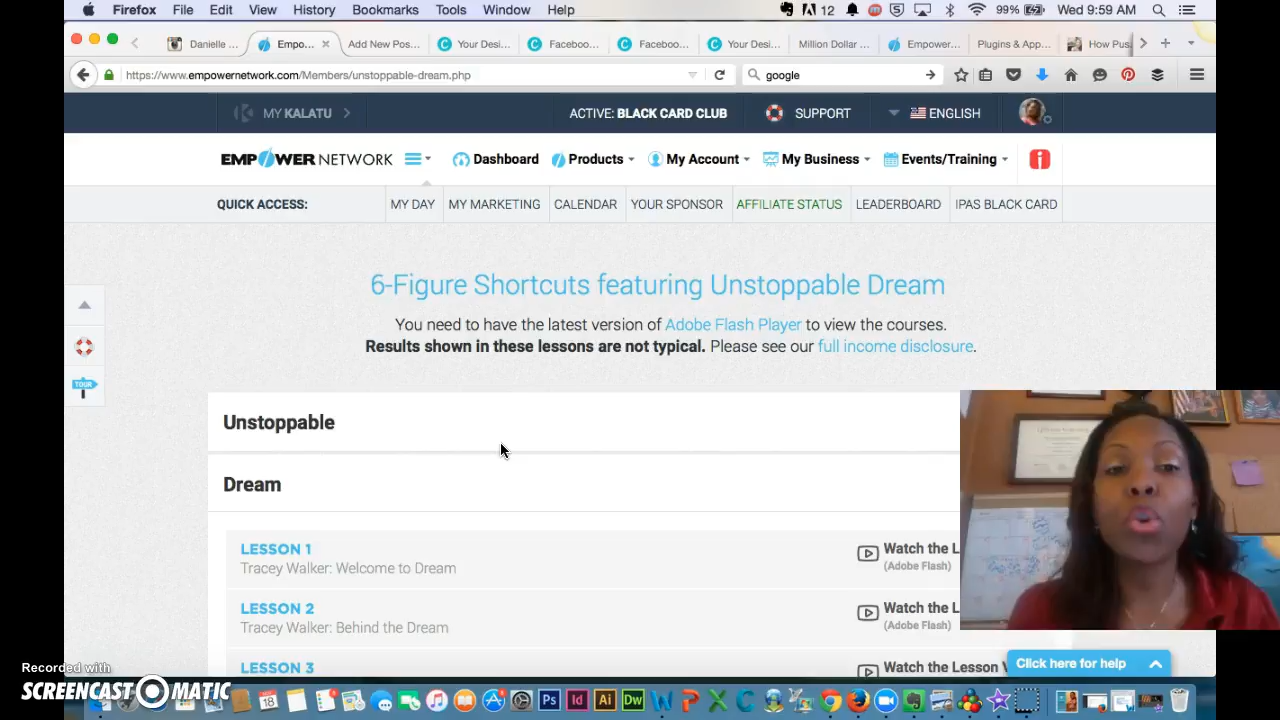 Firefox File Edit View History Bookmarks Tools Window Help 12 5 99% Wed 9:59 AM
Danielle ... Empo... Add New Pos... Your Desi... Faceboo... Faceboo... Your Desi... Million Dollar ... Empower... Plugins & App... How Pus...
https://www.empowernetwork.com/Members/unstoppable-dream.php google
MY KALATU ACTIVE: BLACK CARD CLUB SUPPORT ENGLISH
EMPOWER NETWORK Dashboard Products My Account My Business Events/Training
QUICK ACCESS: MY DAY MY MARKETING CALENDAR YOUR SPONSOR AFFILIATE STATUS LEADERBOARD IPAS BLACK CARD
6-Figure Shortcuts featuring Unstoppable Dream
You need to have the latest version of Adobe Flash Player to view the courses.
Results shown in these lessons are not typical. Please see our full income disclosure.
TOUR
Unstoppable
Dream
LESSON 1 Watch the L
Tracey Walker: Welcome to Dream (Adobe Flash)
LESSON 2 Watch the L
Tracey Walker: Behind the Dream (Adobe Flash)
LESSON 3 Watch the Lesson V
Click here for help
Recorded with
SCREENCAST MATIC
18 Ps Id Ai Dw